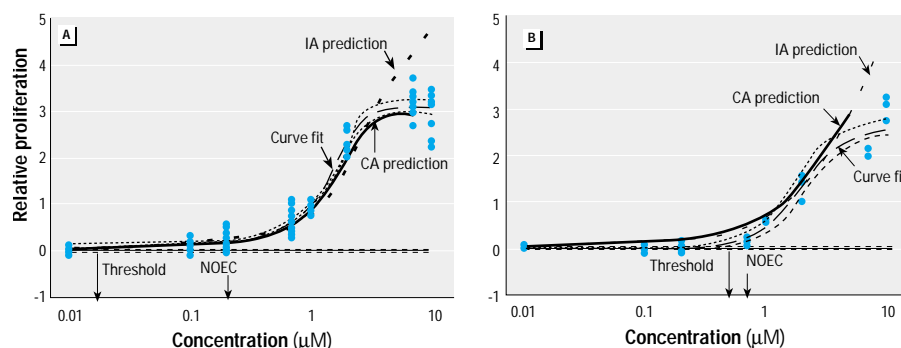 A
5
4
3
2
1
0
-1
Relative proliferation
IA prediction
Curve fit
CA prediction
Threshold
NOEC
0.01
0.1
1
10
Concentration (µM)
B
5
4
3
2
1
0
-1
IA prediction
CA prediction
Curve fi
Threshold
NOEC
0.01
0.1
1
10
Concentration (µM)